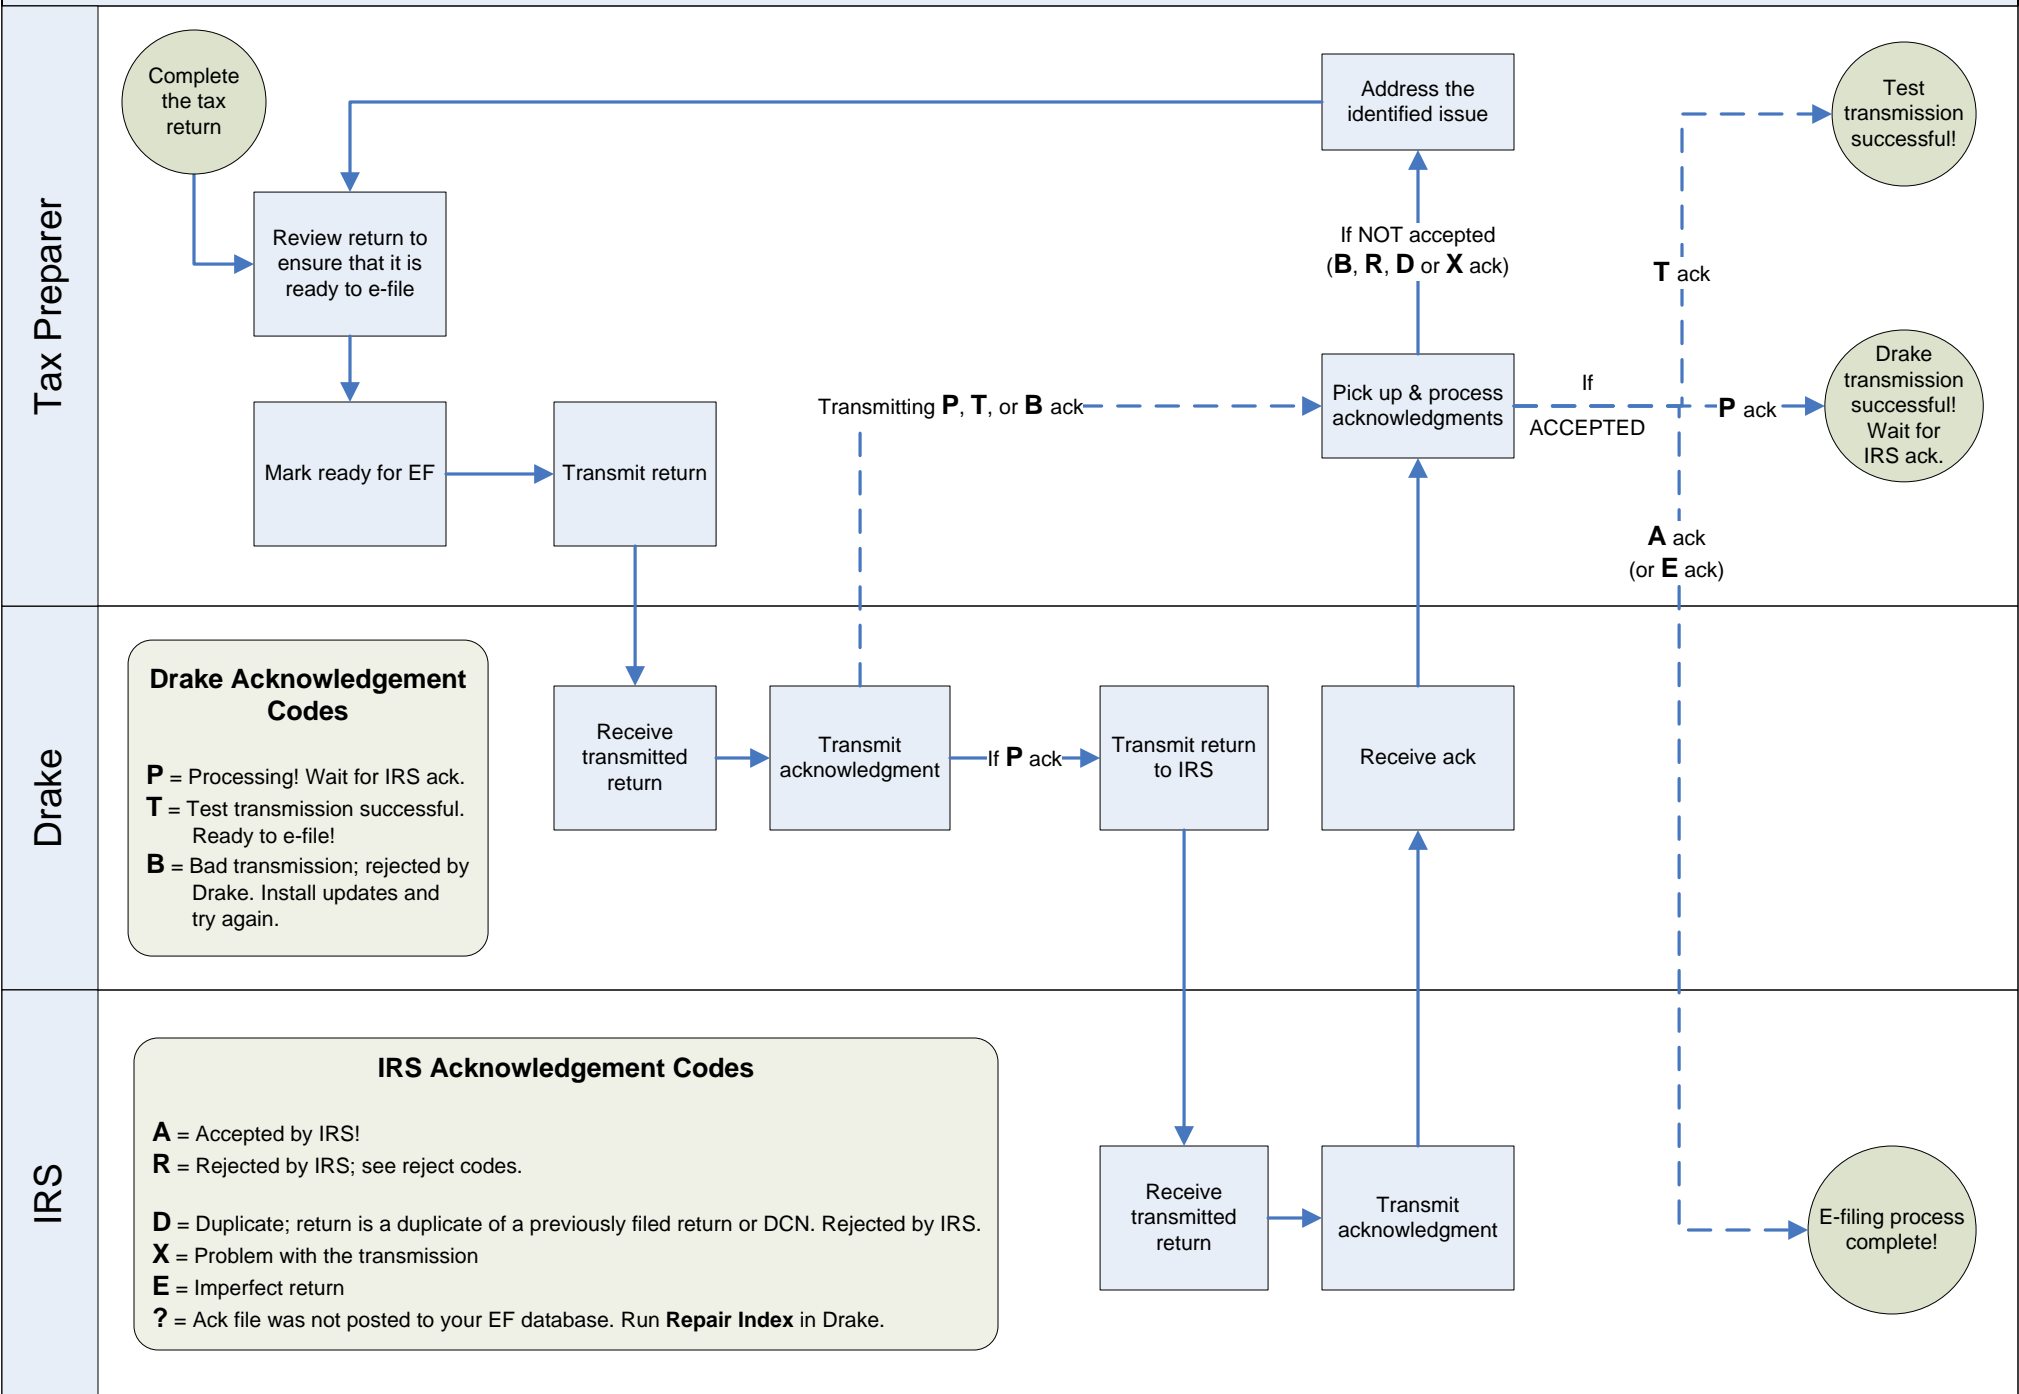 Tax Preparer
Complete
the tax
return
Review return to
ensure that it is
ready to e-file
Mark ready for EF
Transmit return
Transmitting P, T, or B ack
Address the
identified issue
If NOT accepted
(B, R, D or X ack)
Pick up & process
acknowledgments
If
ACCEPTED
T ack
P ack
A ack
(or E ack)
Test
transmission
successful!
Drake
transmission
successful!
Wait for
IRS ack.
Drake
Drake Acknowledgement
Codes
P = Processing! Wait for IRS ack.
T = Test transmission successful.
Ready to e-file!
B = Bad transmission; rejected by
Drake. Install updates and
try again.
Receive
transmitted
return
Transmit
acknowledgment
If P ack
Transmit return
to IRS
Receive ack
IRS
IRS Acknowledgement Codes
A = Accepted by IRS!
R = Rejected by IRS; see reject codes.
D = Duplicate; return is a duplicate of a previously filed return or DCN. Rejected by IRS.
X = Problem with the transmission
E = Imperfect return
? = Ack file was not posted to your EF database. Run Repair Index in Drake.
Receive
transmitted
return
Transmit
acknowledgment
E-filing process
complete!